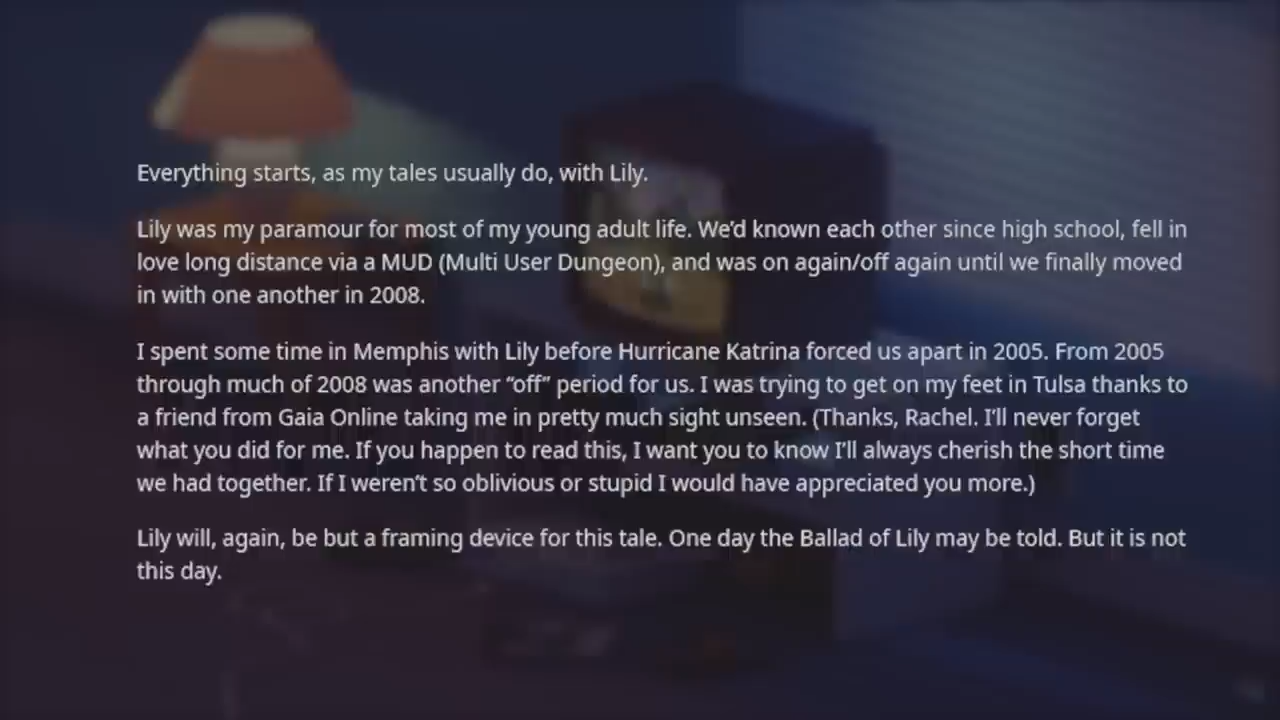 Everything starts, as my tales usually do, with Lily.
Lily was my paramour for most of my young adult life. We’d known each other since high school, fell in
love long distance via a MUD (Multi User Dungeon), and was on again/off again until we finally moved
in with one another in 2008.
I spent some time in Memphis with Lily before Hurricane Katrina forced us apart in 2005. From 2005
through much of 2008 was another “off” period for us. I was trying to get on my feet in Tulsa thanks to
a friend from Gaia Online taking me in pretty much sight unseen. (Thanks, Rachel. I’ll never forget
what you did for me. If you happen to read this, I want you to know I’ll always cherish the short time
we had together. If I weren’t so oblivious or stupid I would have appreciated you more.)
Lily will, again, be but a framing device for this tale. One day the Ballad of Lily may be told. But it is not
this day.